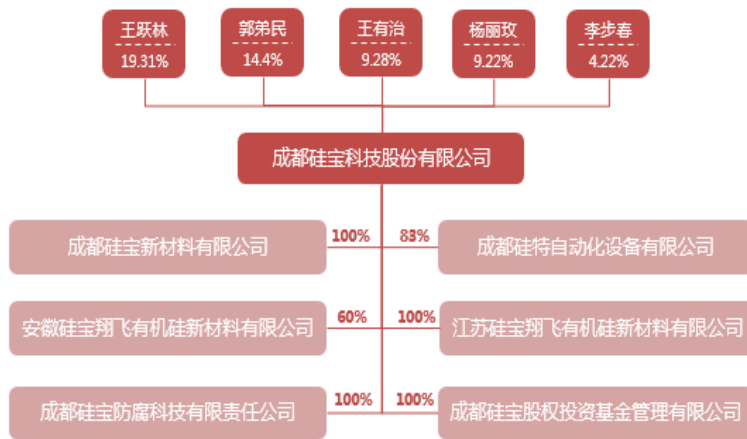 王跃林
19.31%
郭弟民
14.4%
王有治
9.28%
杨丽玫
9.22%
李步春
4.22%
成都硅宝科技股份有限公司
成都硅宝新材料有限公司
100%
83%
成都硅特自动化设备有限公司
安徽硅宝翔飞有机硅新材料有限公司
60%
100%
江苏硅宝翔飞有机硅新材料有限公司
成都硅宝防腐科技有限责任公司
100%
100%
成都硅宝股权投资基金管理有限公司